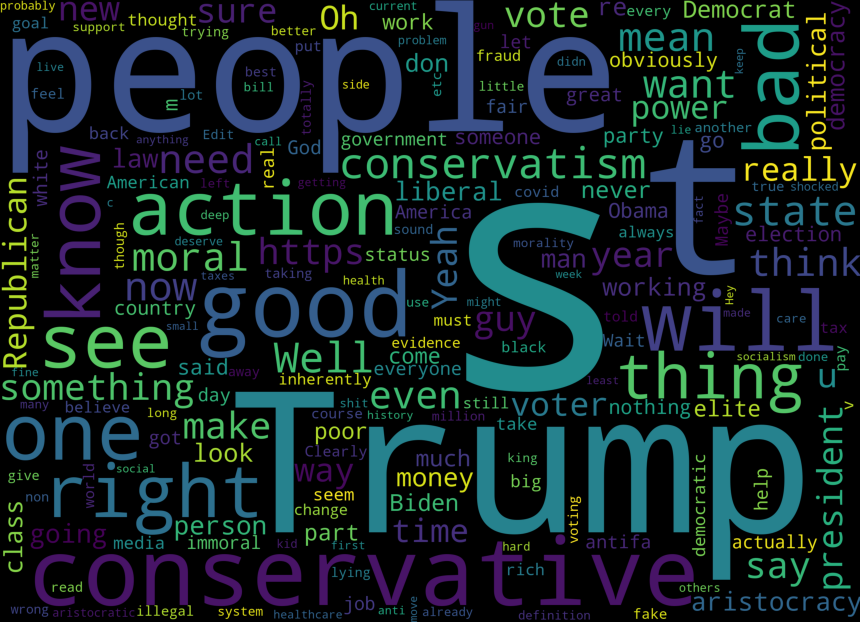 probably new sure Oh current work vote re every Democrat
goal thought support trying better put problem don let mean obviously political democracy
people live feel m lot best bill totally side etc didn little fraud fair great want power keep bad
back anything Edit call God government someone party lie another go
white know law need real conservatism never really true shocked
American left getting liberal covid t fact Maybe
Republican matter c action deep America sound Obama always state election
though deserve moral https status Yeah S morality man year think
country now taxes taking health week working
small good use might must guy told will Hey made care tax
see fine said away Well evidence come everyone black Wait socialism done pay
something day inherently even still least thing u v
many believe long shit course history million voter nothing elite
one got make look poor Clearly much take Trump president
give world social way seem money king big help
non right change Biden voting democratic
class going person part time hard antifa actually
media immoral kid first rich say
conservative lying others
read job anti move already aristocracy
wrong aristocratic illegal system healthcare definition fake